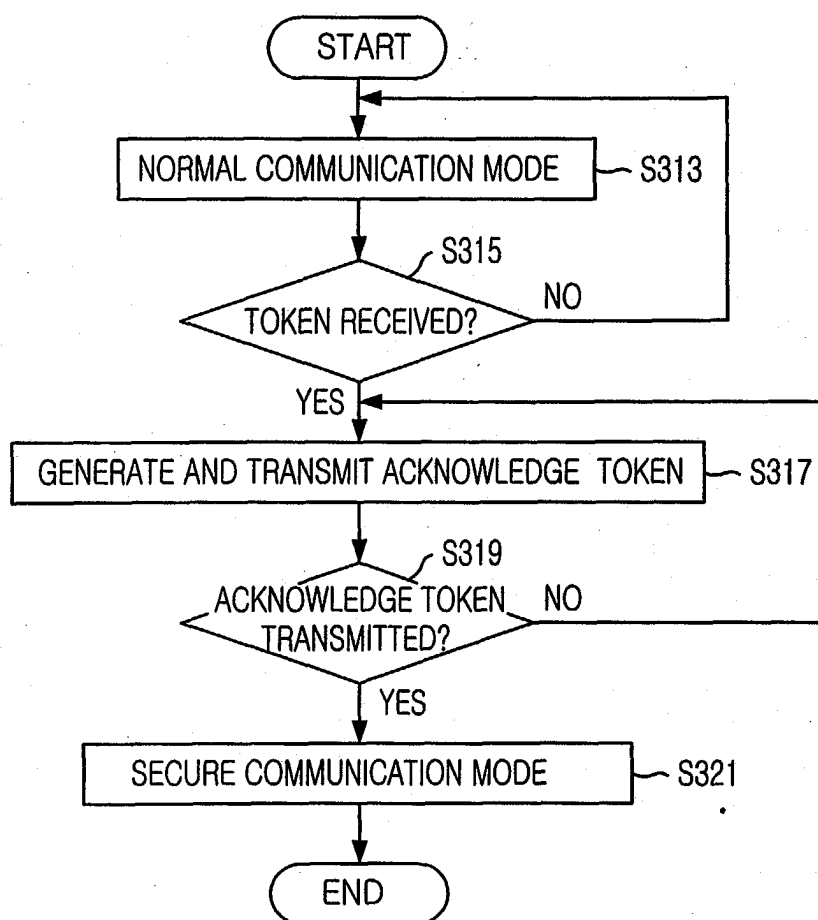 START
NORMAL COMMUNICATION MODE
S313
S315
TOKEN RECEIVED?
NO
YES
GENERATE AND TRANSMIT ACKNOWLEDGE TOKEN
S317
S319
ACKNOWLEDGE TOKEN
TRANSMITTED?
NO
YES
SECURE COMMUNICATION MODE
S321
END